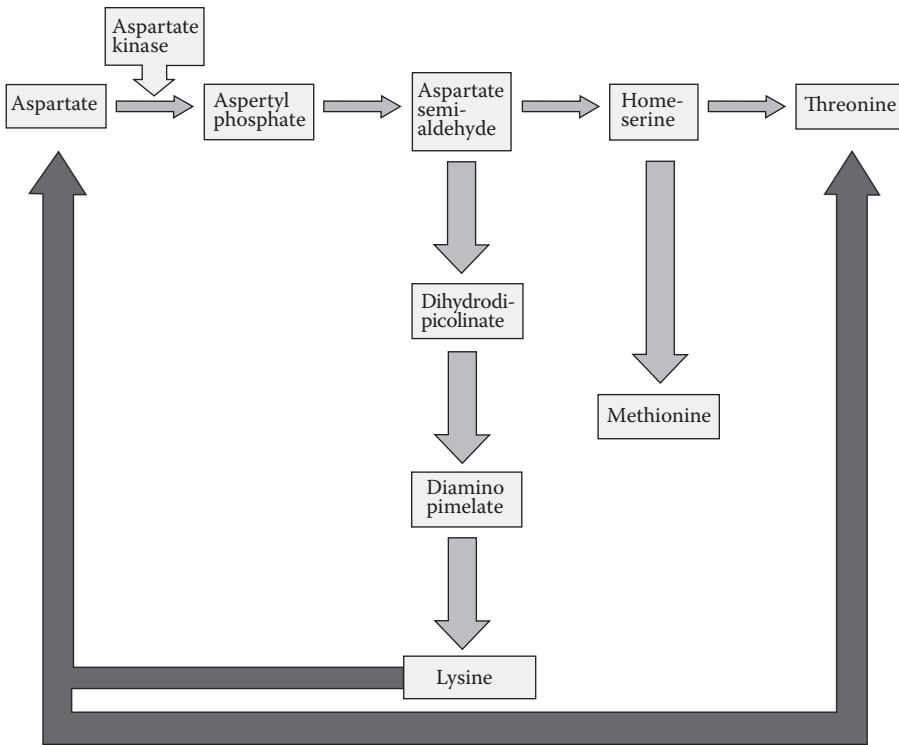 Aspartate
kinase
Aspartate
Aspertyl
phosphate
Aspartate
semi-
aldehyde
Home-
serine
Threonine
Dihydrodi-
picolinate
Methionine
Diamino
pimelate
Lysine